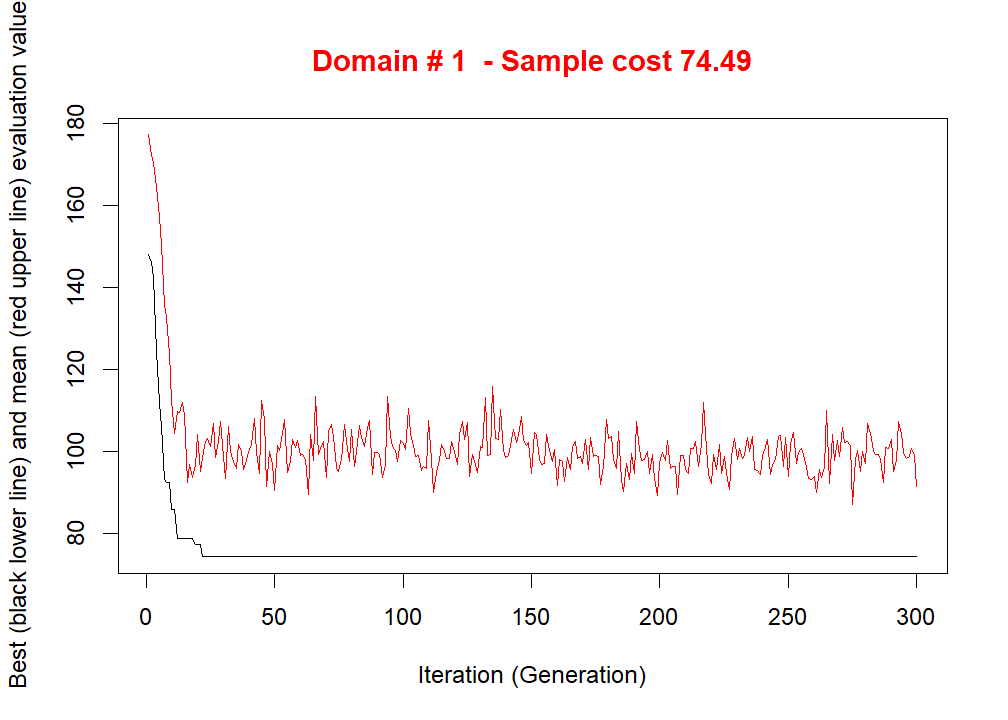 Domain # 1  - Sample cost 74.49
Best (black lower line) and mean (red upper line) evaluation value
180
160
140
120
100
80
0 50 100 150 200 250 300
Iteration (Generation)